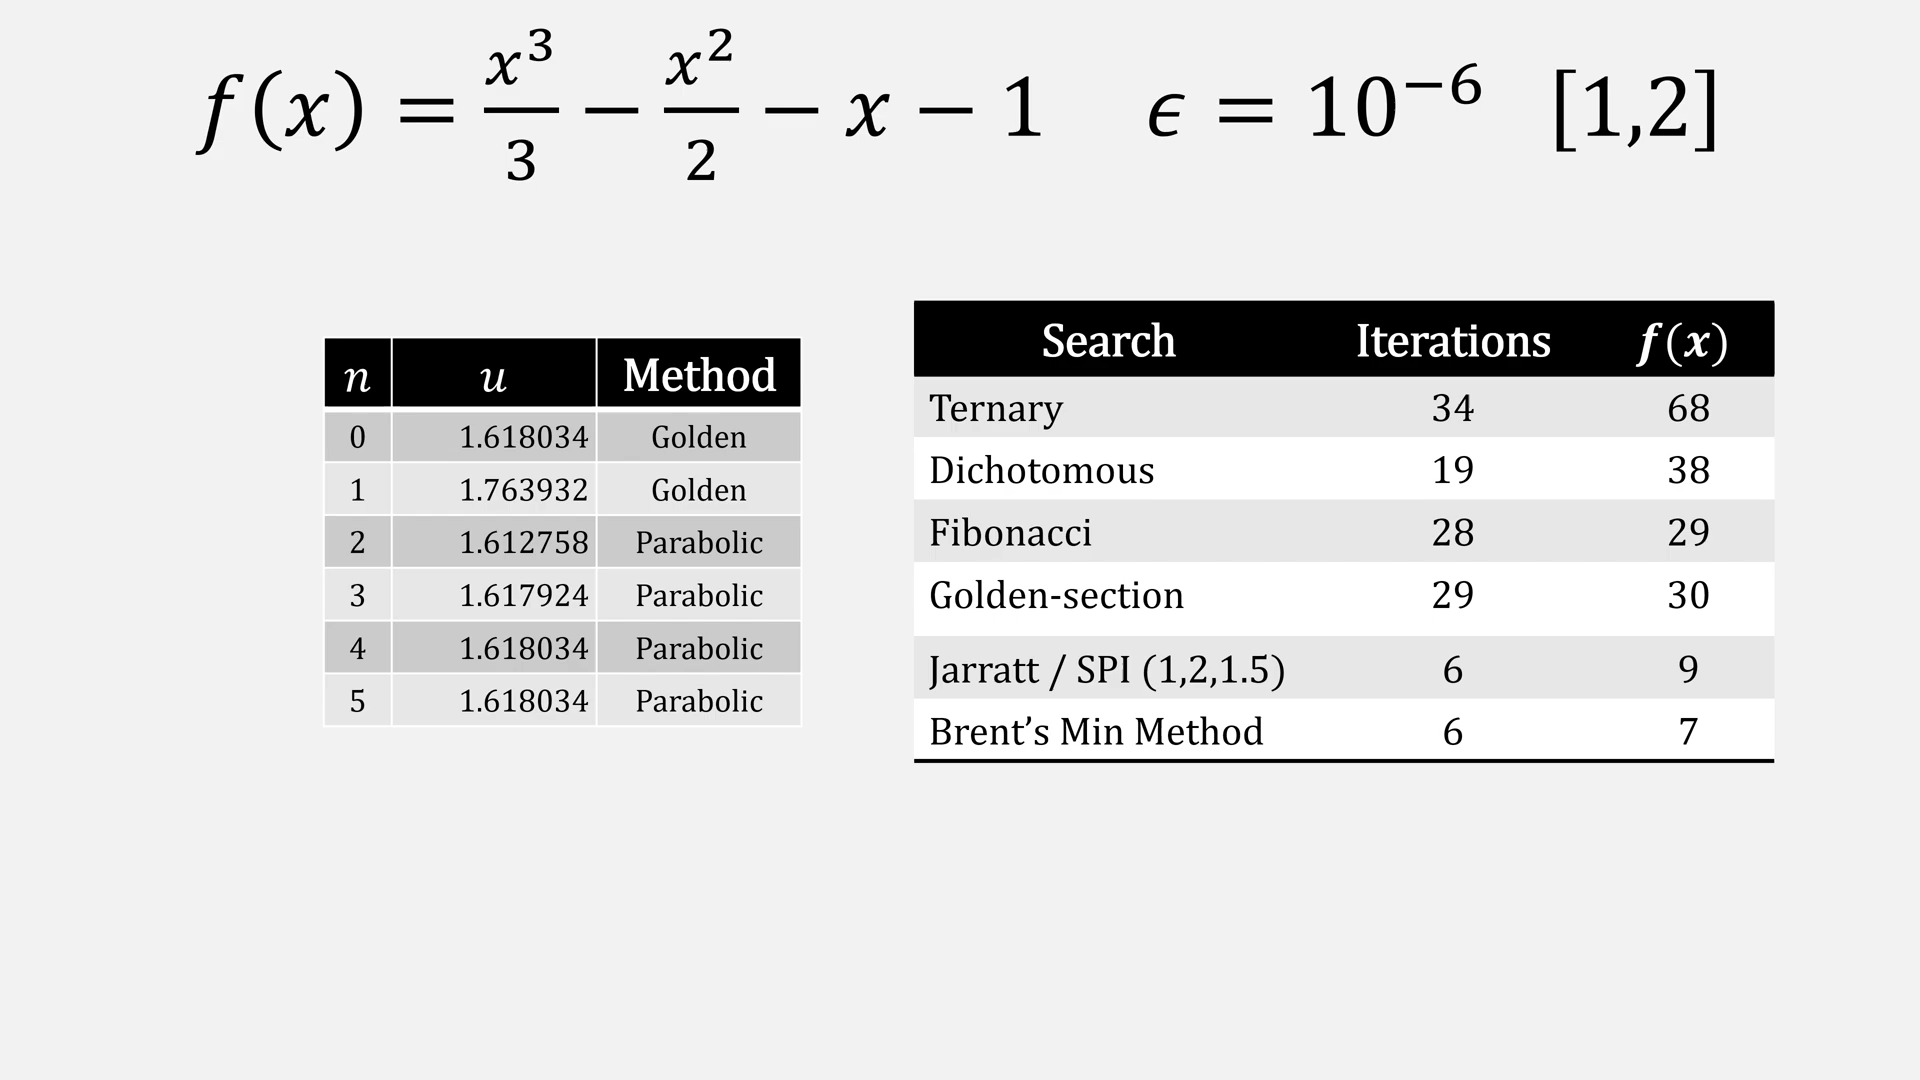 f(x) = x³/3 − x²/2 − x − 1   ϵ = 10⁻⁶   [1,2]
n u Method
0 1.618034 Golden
1 1.763932 Golden
2 1.612758 Parabolic
3 1.617924 Parabolic
4 1.618034 Parabolic
5 1.618034 Parabolic
Search Iterations f(x)
Ternary 34 68
Dichotomous 19 38
Fibonacci 28 29
Golden-section 29 30
Jarratt / SPI (1,2,1.5) 6 9
Brent’s Min Method 6 7